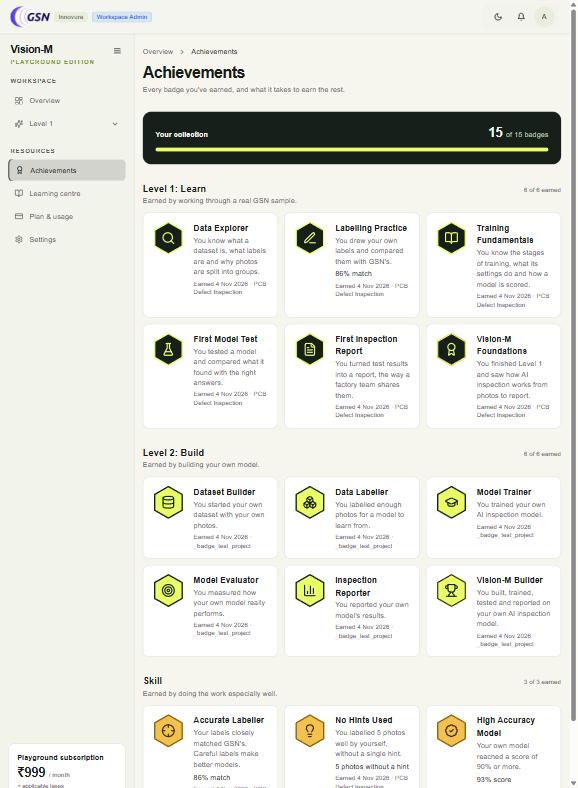 GSN Innovura Workspace Admin A
Vision-M
PLAYGROUND EDITION
WORKSPACE
Overview
Level 1
RESOURCES
Achievements
Learning centre
Plan & usage
Settings
Playground subscription
₹999 / month
+ applicable taxes
Overview > Achievements
Achievements
Every badge you've earned, and what it takes to earn the rest.
Your collection 15 of 15 badges
Level 1: Learn 6 of 6 earned
Earned by working through a real GSN sample.
Data Explorer
You know what a
dataset is, what labels
are and why photos
are split into groups.
Earned 4 Nov 2026 · PCB
Defect Inspection
Labelling Practice
You drew your own
labels and compared
them with GSN's.
86% match
Earned 4 Nov 2026 · PCB
Defect Inspection
Training
Fundamentals
You know the stages
of training, what its
settings do and how a
model is scored.
Earned 4 Nov 2026 · PCB
Defect Inspection
First Model Test
You tested a model
and compared what it
found with the right
answers.
Earned 4 Nov 2026 · PCB
Defect Inspection
First Inspection
Report
You turned test results
into a report, the way a
factory team shares
them.
Earned 4 Nov 2026 · PCB
Defect Inspection
Vision-M
Foundations
You finished Level 1
and saw how AI
inspection works from
photos to report.
Earned 4 Nov 2026 · PCB
Defect Inspection
Level 2: Build 6 of 6 earned
Earned by building your own model.
Dataset Builder
You started your own
dataset with your own
photos.
Earned 4 Nov 2026 ·
_badge_test_project
Data Labeller
You labelled enough
photos for a model to
learn from.
Earned 4 Nov 2026 ·
_badge_test_project
Model Trainer
You trained your own
AI inspection model.
Earned 4 Nov 2026 ·
_badge_test_project
Model Evaluator
You measured how
your own model really
performs.
Earned 4 Nov 2026 ·
_badge_test_project
Inspection
Reporter
You reported your own
model's results.
Earned 4 Nov 2026 ·
_badge_test_project
Vision-M Builder
You built, trained,
tested and reported on
your own AI inspection
model.
Earned 4 Nov 2026 ·
_badge_test_project
Skill 3 of 3 earned
Earned by doing the work especially well.
Accurate Labeller
Your labels closely
matched GSN's.
Careful labels make
better models.
86% match
No Hints Used
You labelled 5 photos
well by yourself,
without a single hint.
5 photos without a hint
Earned 4 Nov 2026 · PCB
Defect Inspection
High Accuracy
Model
Your own model
reached a score of
90% or more.
93% score